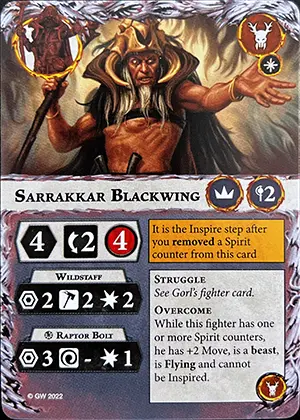 SARRAKKAR BLACKWING 2
4 2 4
It is the Inspire step after
you removed a Spirit
counter from this card
WILDSTAFF
2 2 2
RAPTOR BOLT
3 - 1
STRUGGLE
See Gorl's fighter card.
OVERCOME
While this fighter has one
or more Spirit counters,
he has +2 Move, is a beast,
is Flying and cannot
be Inspired.
© GW 2022